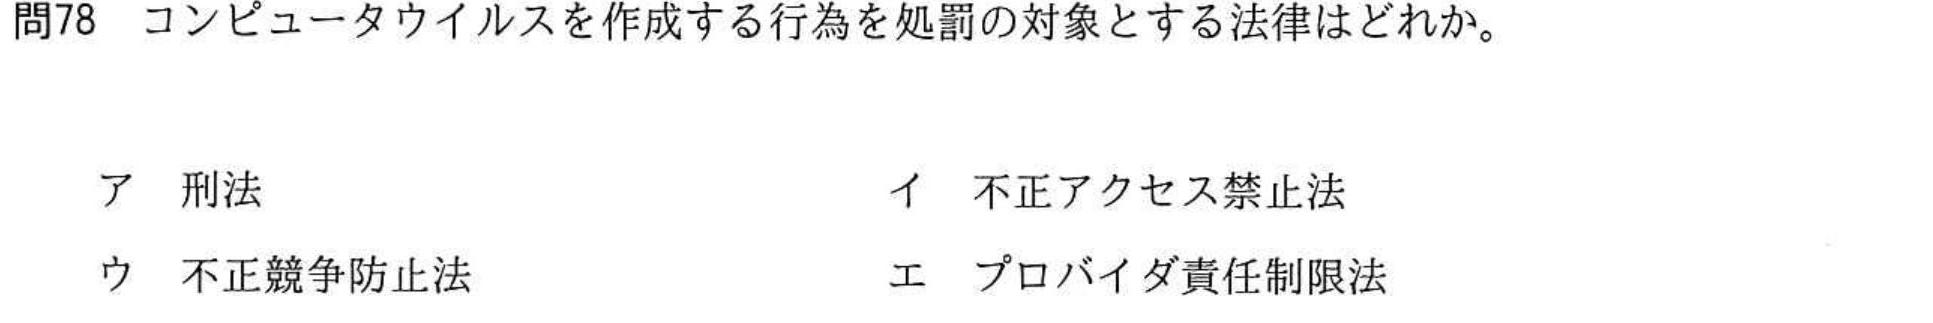 問78　コンピュータウイルスを作成する行為を処罰の対象とする法律はどれか。
ア　刑法　イ　不正アクセス禁止法
ウ　不正競争防止法　エ　プロバイダ責任制限法